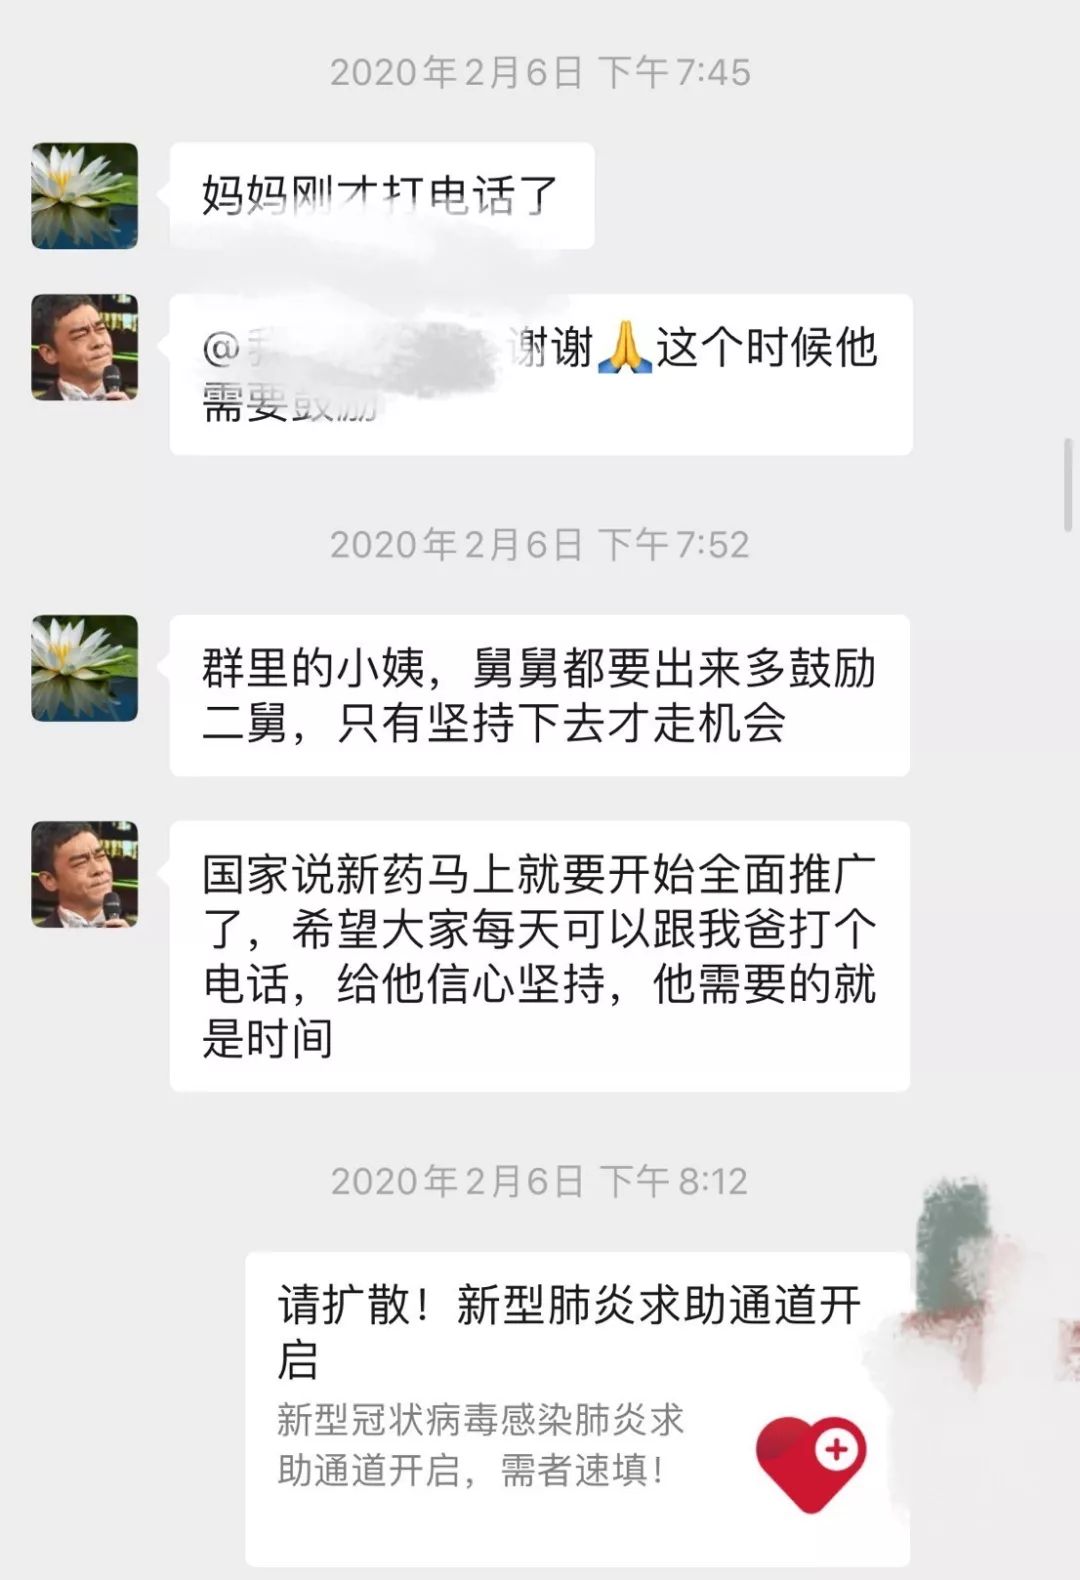 2020年2月6日 下午7:45
妈妈刚才打电话了
@我 谢谢🙏这个时候他
需要鼓励
2020年2月6日 下午7:52
群里的小姨，舅舅都要出来多鼓励
二舅，只有坚持下去才走机会
国家说新药马上就要开始全面推广
了，希望大家每天可以跟我爸打个
电话，给他信心坚持，他需要的就
是时间
2020年2月6日 下午8:12
请扩散！新型肺炎求助通道开
启
新型冠状病毒感染肺炎求
助通道开启，需者速填！